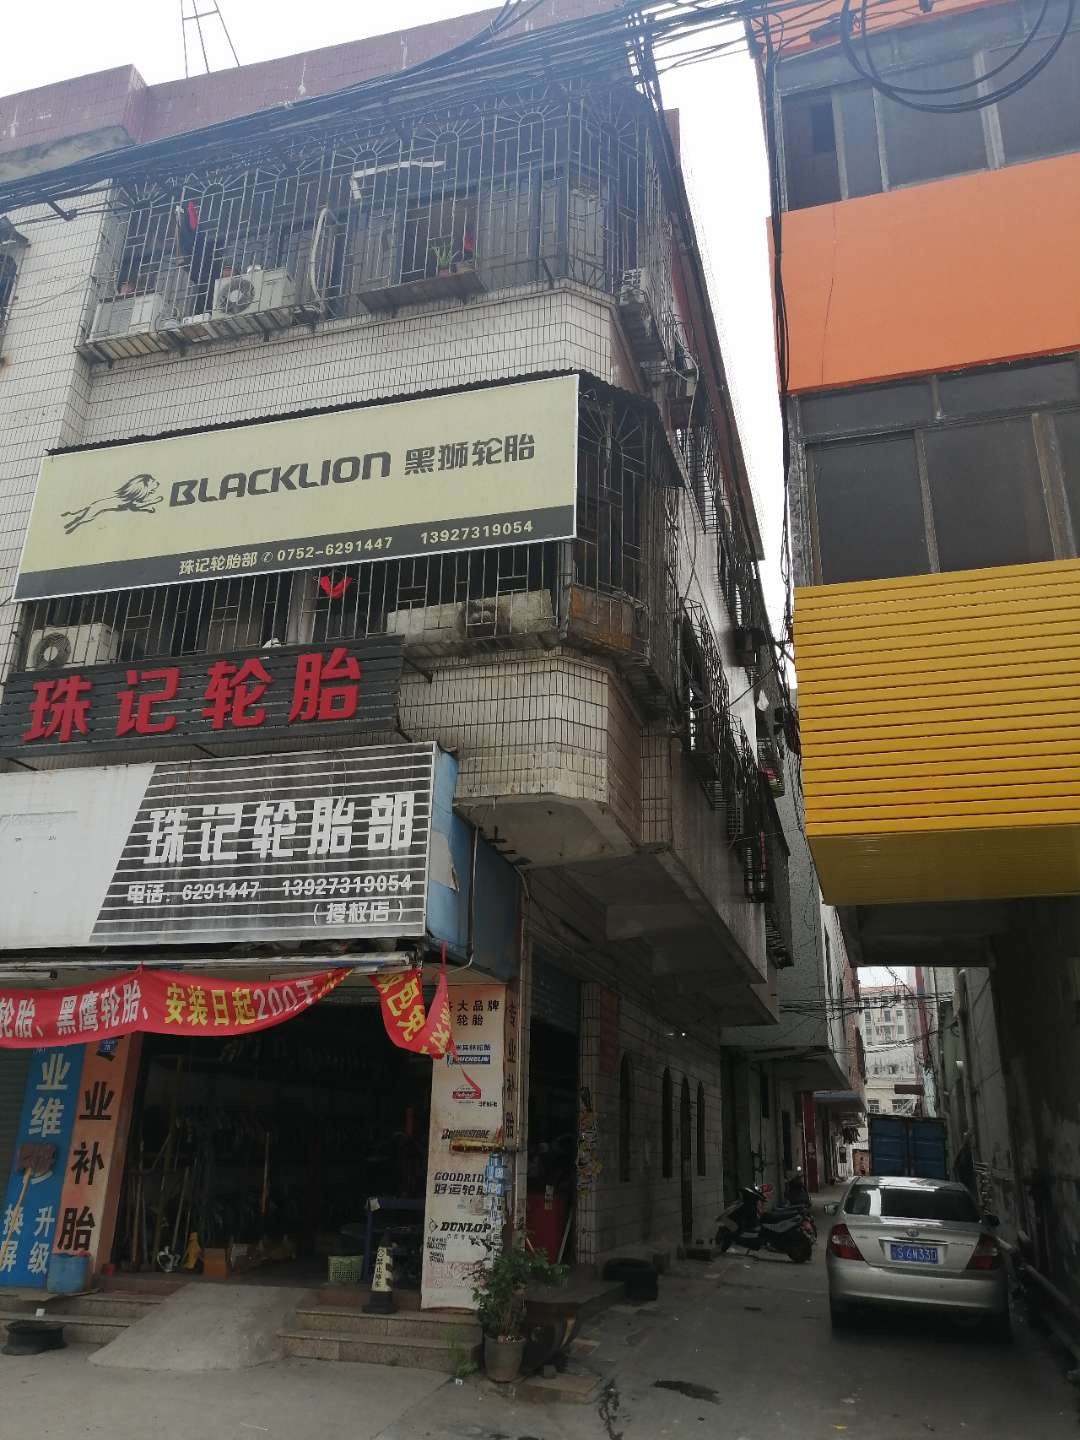 BLACKLION 黑狮轮胎
珠记轮胎部 ✆ 0752-6291447 13927319054
珠记轮胎
珠记轮胎部
电话: 6291447 13927319054
（授权店）
轮胎、黑鹰轮胎、安装日起200天
各大品牌
轮胎
专业补胎
BRIDGESTONE
GOODRIDE
好运轮胎
DUNLOP
业维修
升级
换屏
业补胎